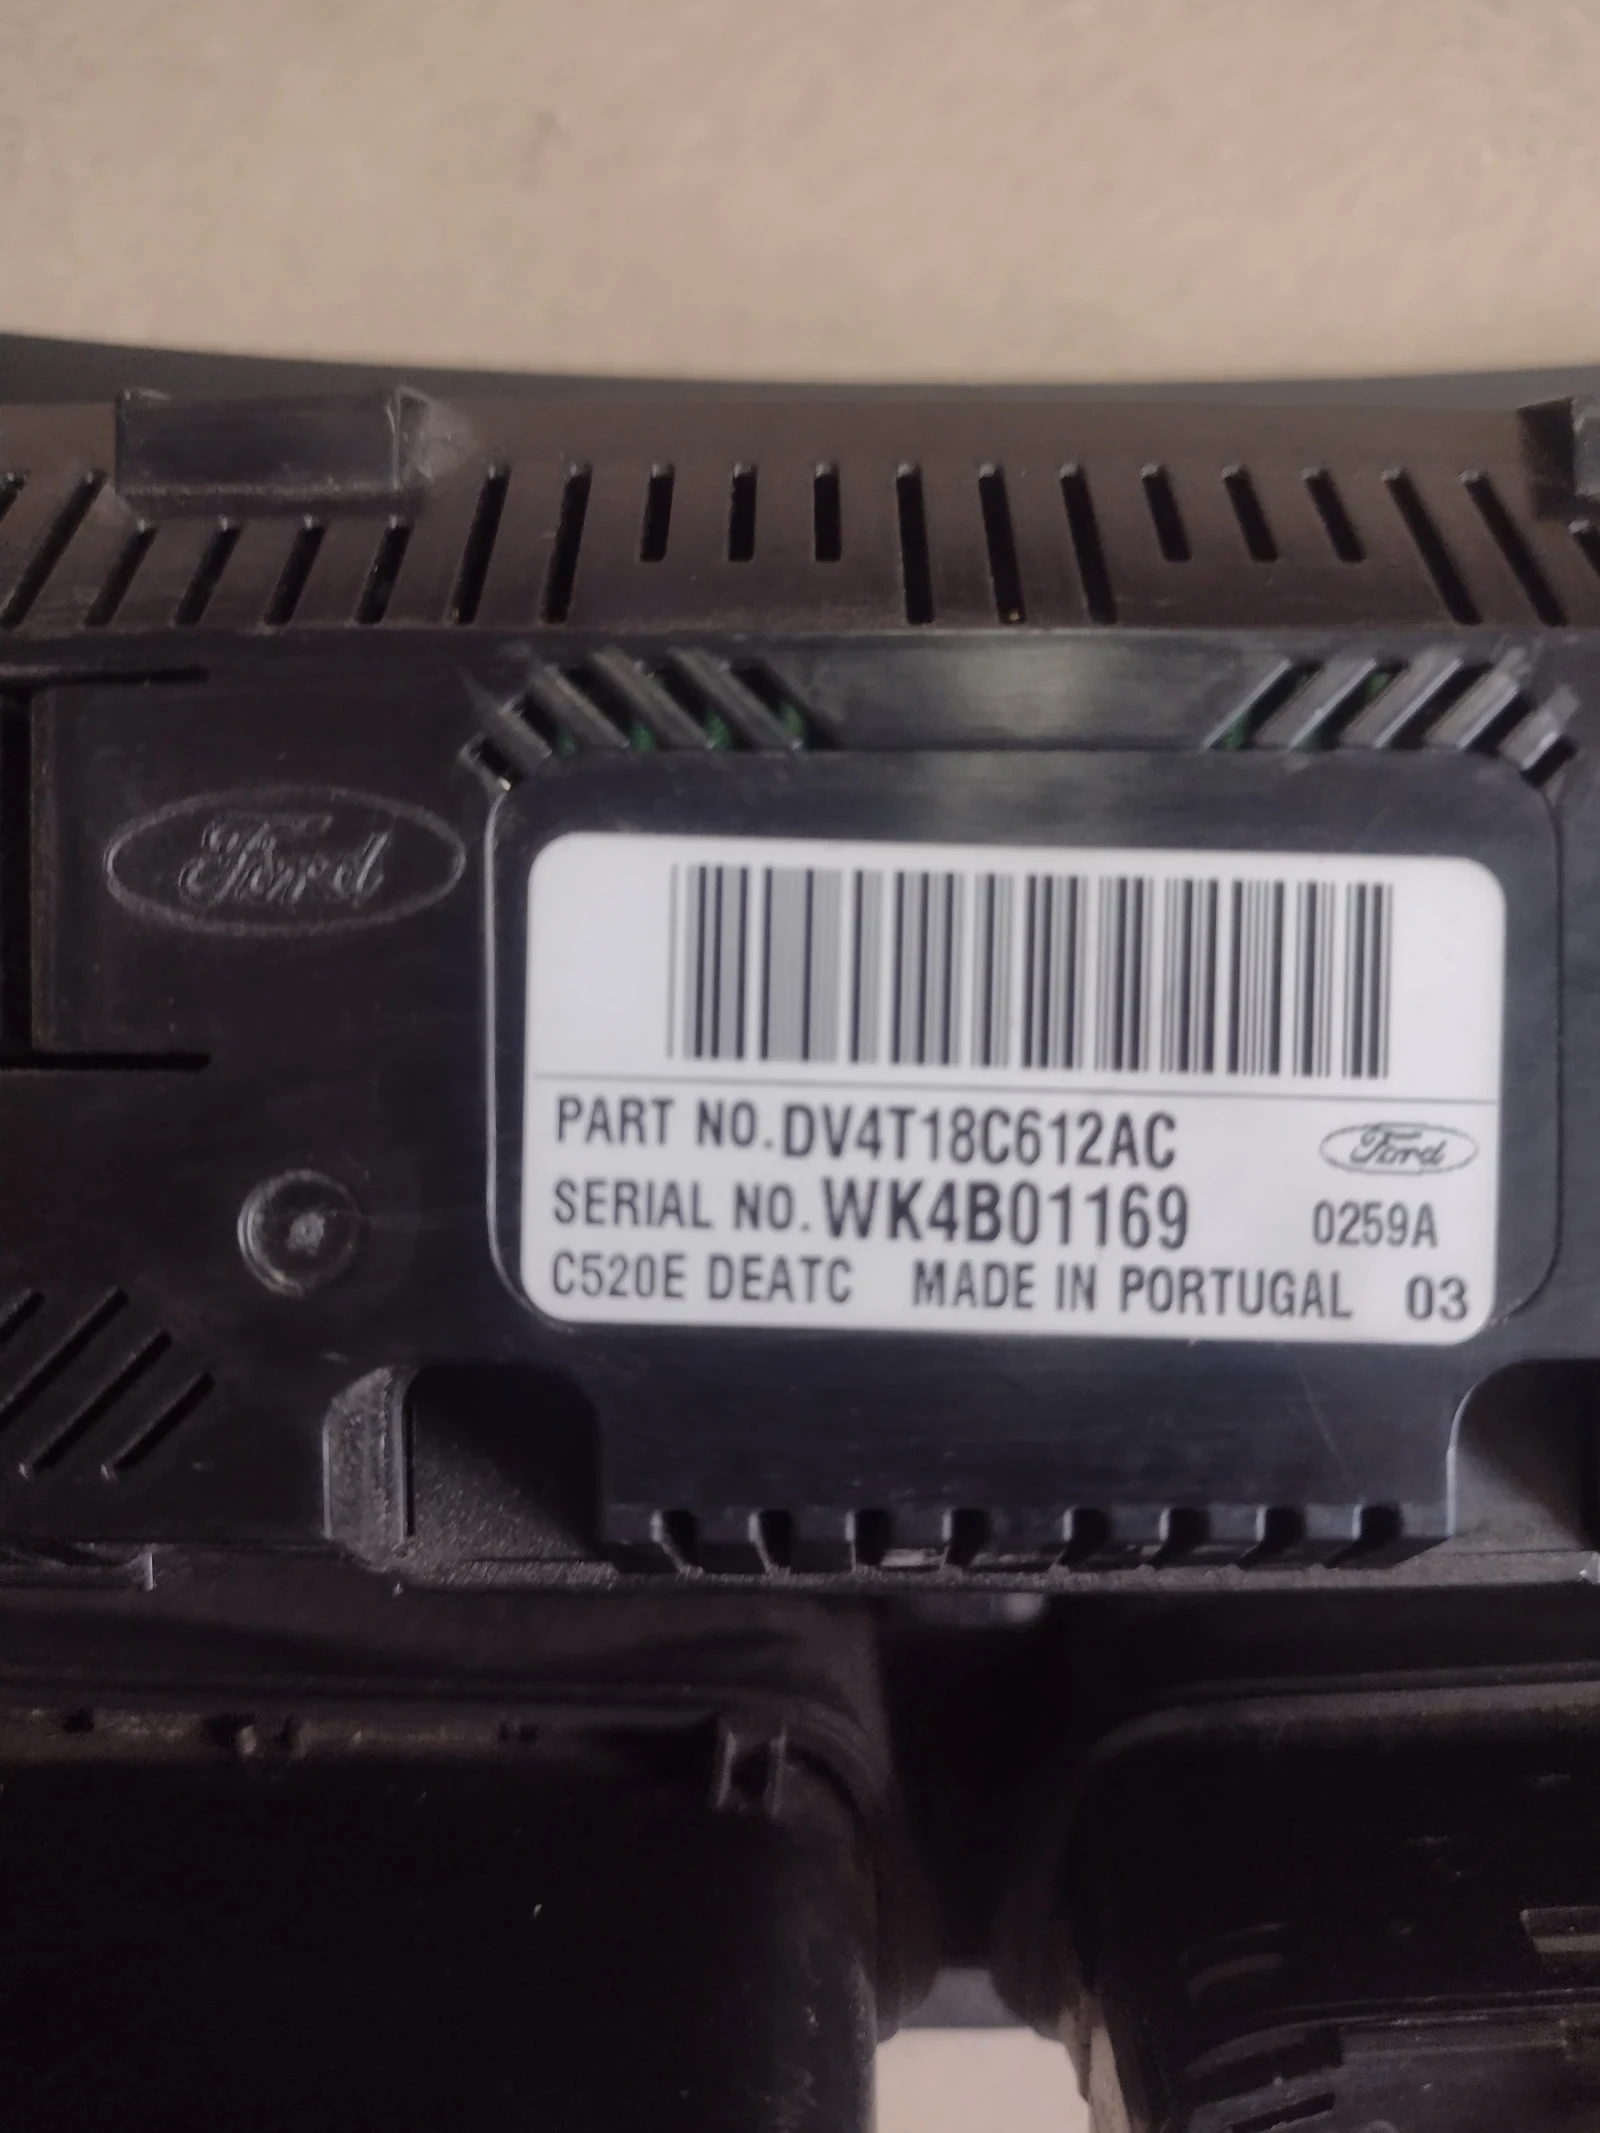 Ford
PART NO. DV4T18C612AC Ford
SERIAL NO. WK4B01169 0259A
C520E DEATC MADE IN PORTUGAL 03